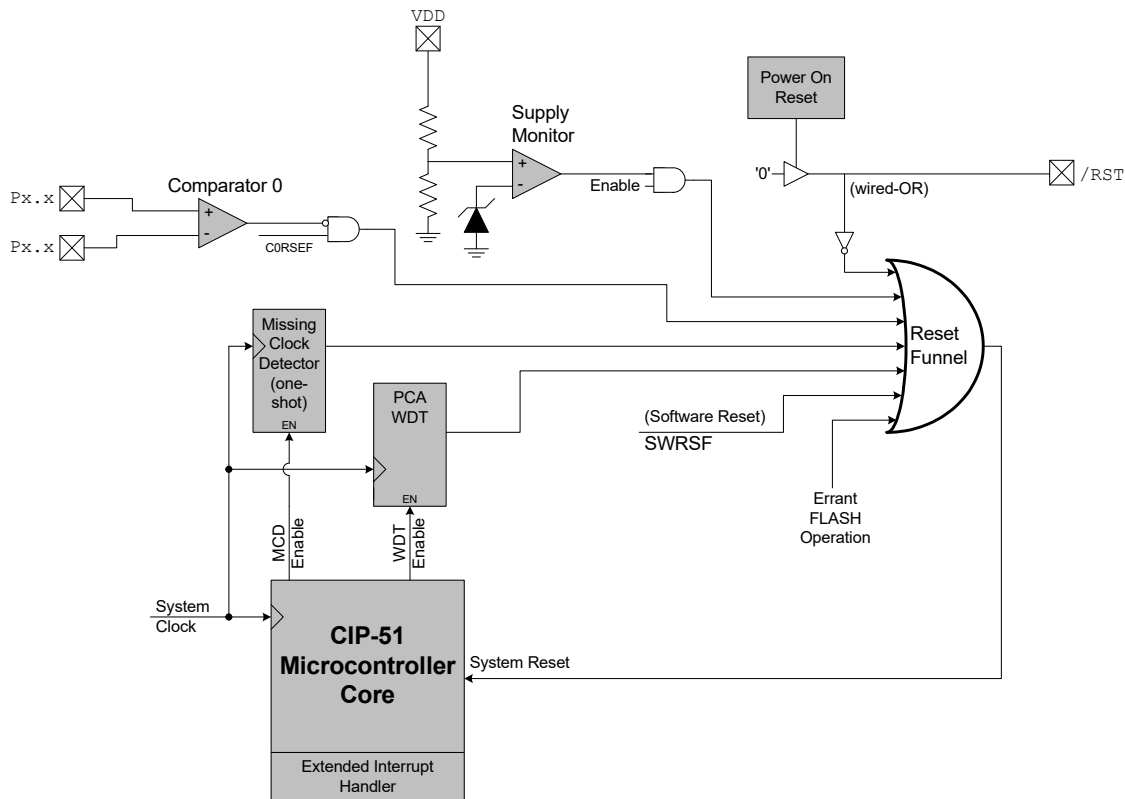 VDD
Power On
Reset
Supply
Monitor
+
-
Enable
'0'
/RST
(wired-OR)
Comparator 0
Px.x
+
Px.x
-
C0RSEF
Missing
Clock
Detector
(one-
shot)
EN
PCA
WDT
EN
Reset
Funnel
(Software Reset)
SWRSF
Errant
FLASH
Operation
MCD
Enable
WDT
Enable
System
Clock
CIP-51
Microcontroller
Core
System Reset
Extended Interrupt
Handler